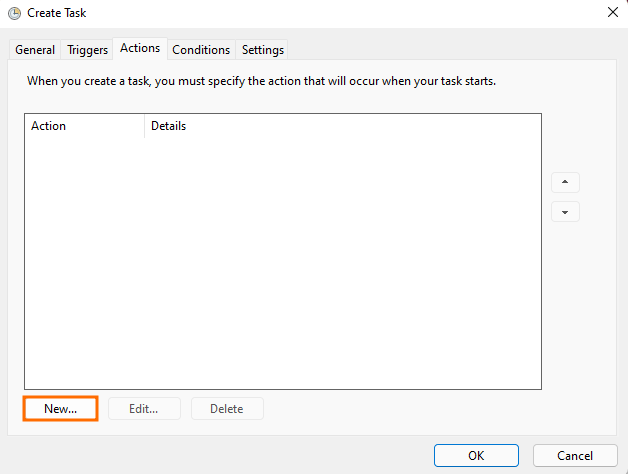 Create Task
General Triggers Actions Conditions Settings
When you create a task, you must specify the action that will occur when your task starts.
Action Details
New... Edit... Delete
OK Cancel